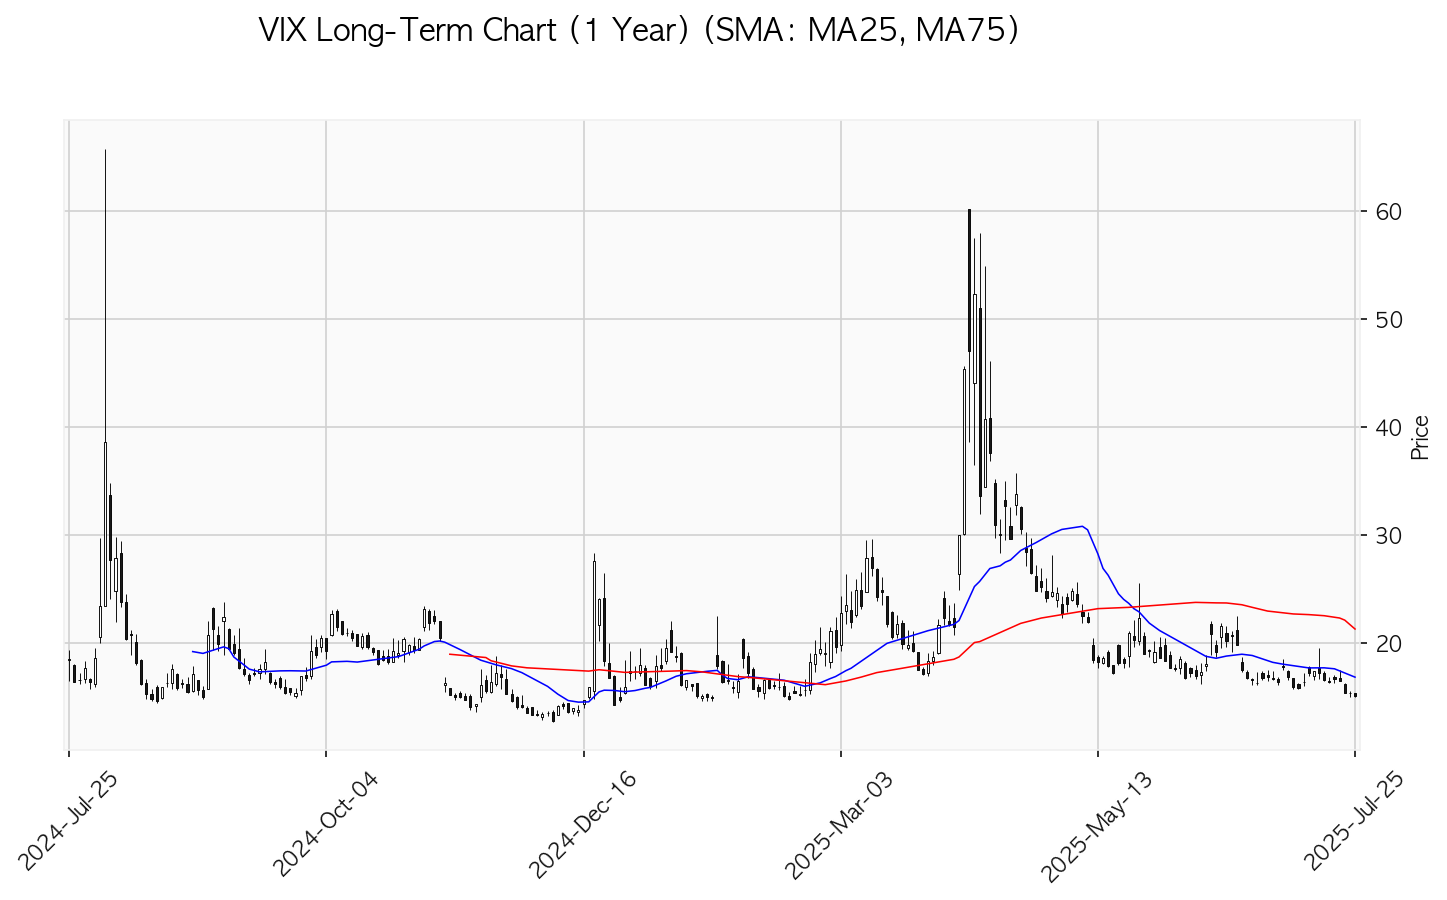 VIX Long-Term Chart (1 Year) (SMA: MA25, MA75)
60
50
40
30
20
Price
2024-Jul-25
2024-Oct-04
2024-Dec-16
2025-Mar-03
2025-May-13
2025-Jul-25